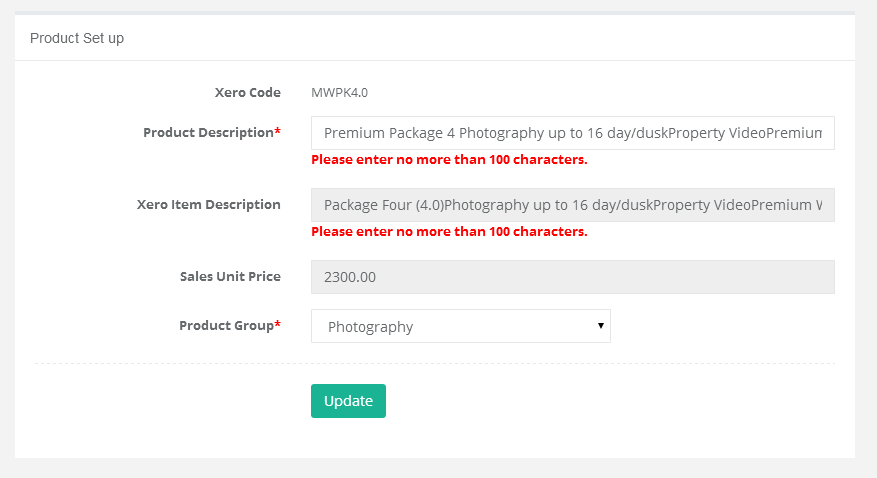 Product Set up
Xero Code MWPK4.0
Product Description* Premium Package 4 Photography up to 16 day/duskProperty VideoPremium
Please enter no more than 100 characters.
Xero Item Description Package Four (4.0)Photography up to 16 day/duskProperty VideoPremium
Please enter no more than 100 characters.
Sales Unit Price 2300.00
Product Group* Photography
Update